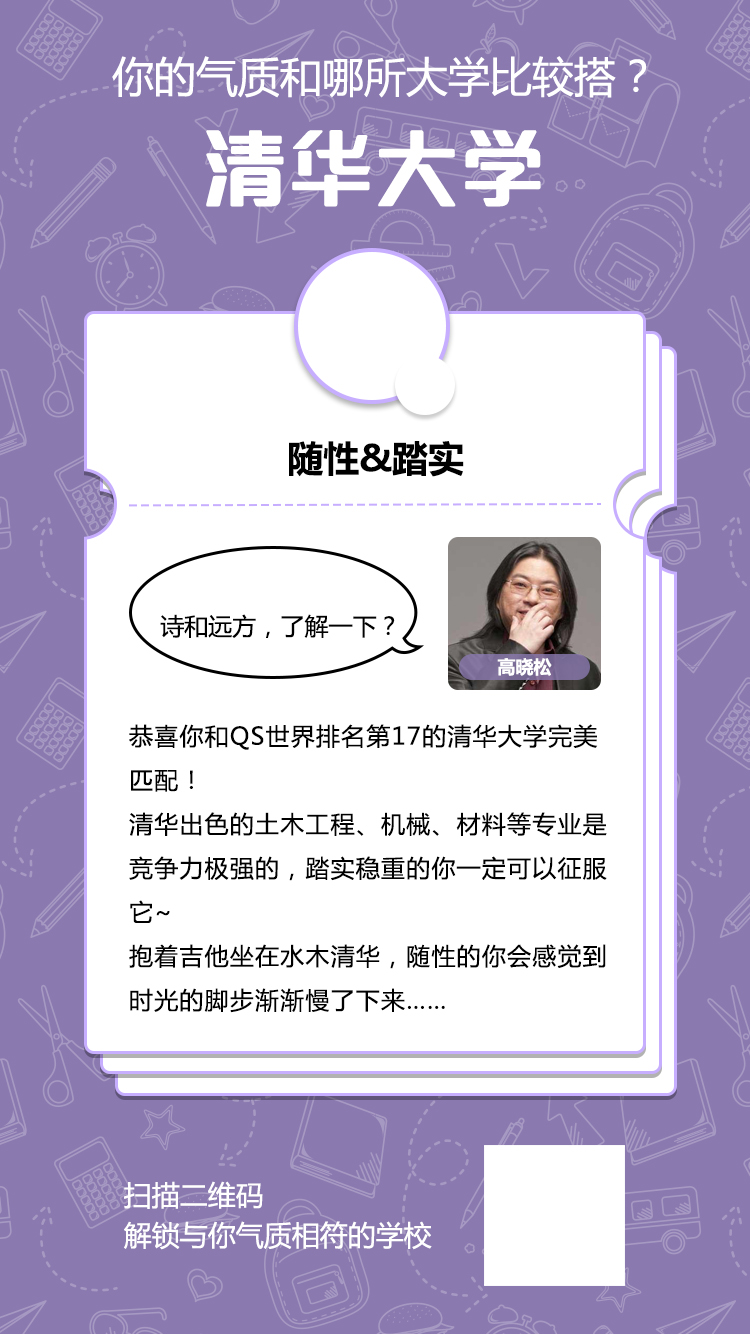 你的气质和哪所大学比较搭？
清华大学
随性&踏实
诗和远方，了解一下？
高晓松
恭喜你和QS世界排名第17的清华大学完美
匹配！
清华出色的土木工程、机械、材料等专业是
竞争力极强的，踏实稳重的你一定可以征服
它~
抱着吉他坐在水木清华，随性的你会感觉到
时光的脚步渐渐慢了下来……
扫描二维码
解锁与你气质相符的学校